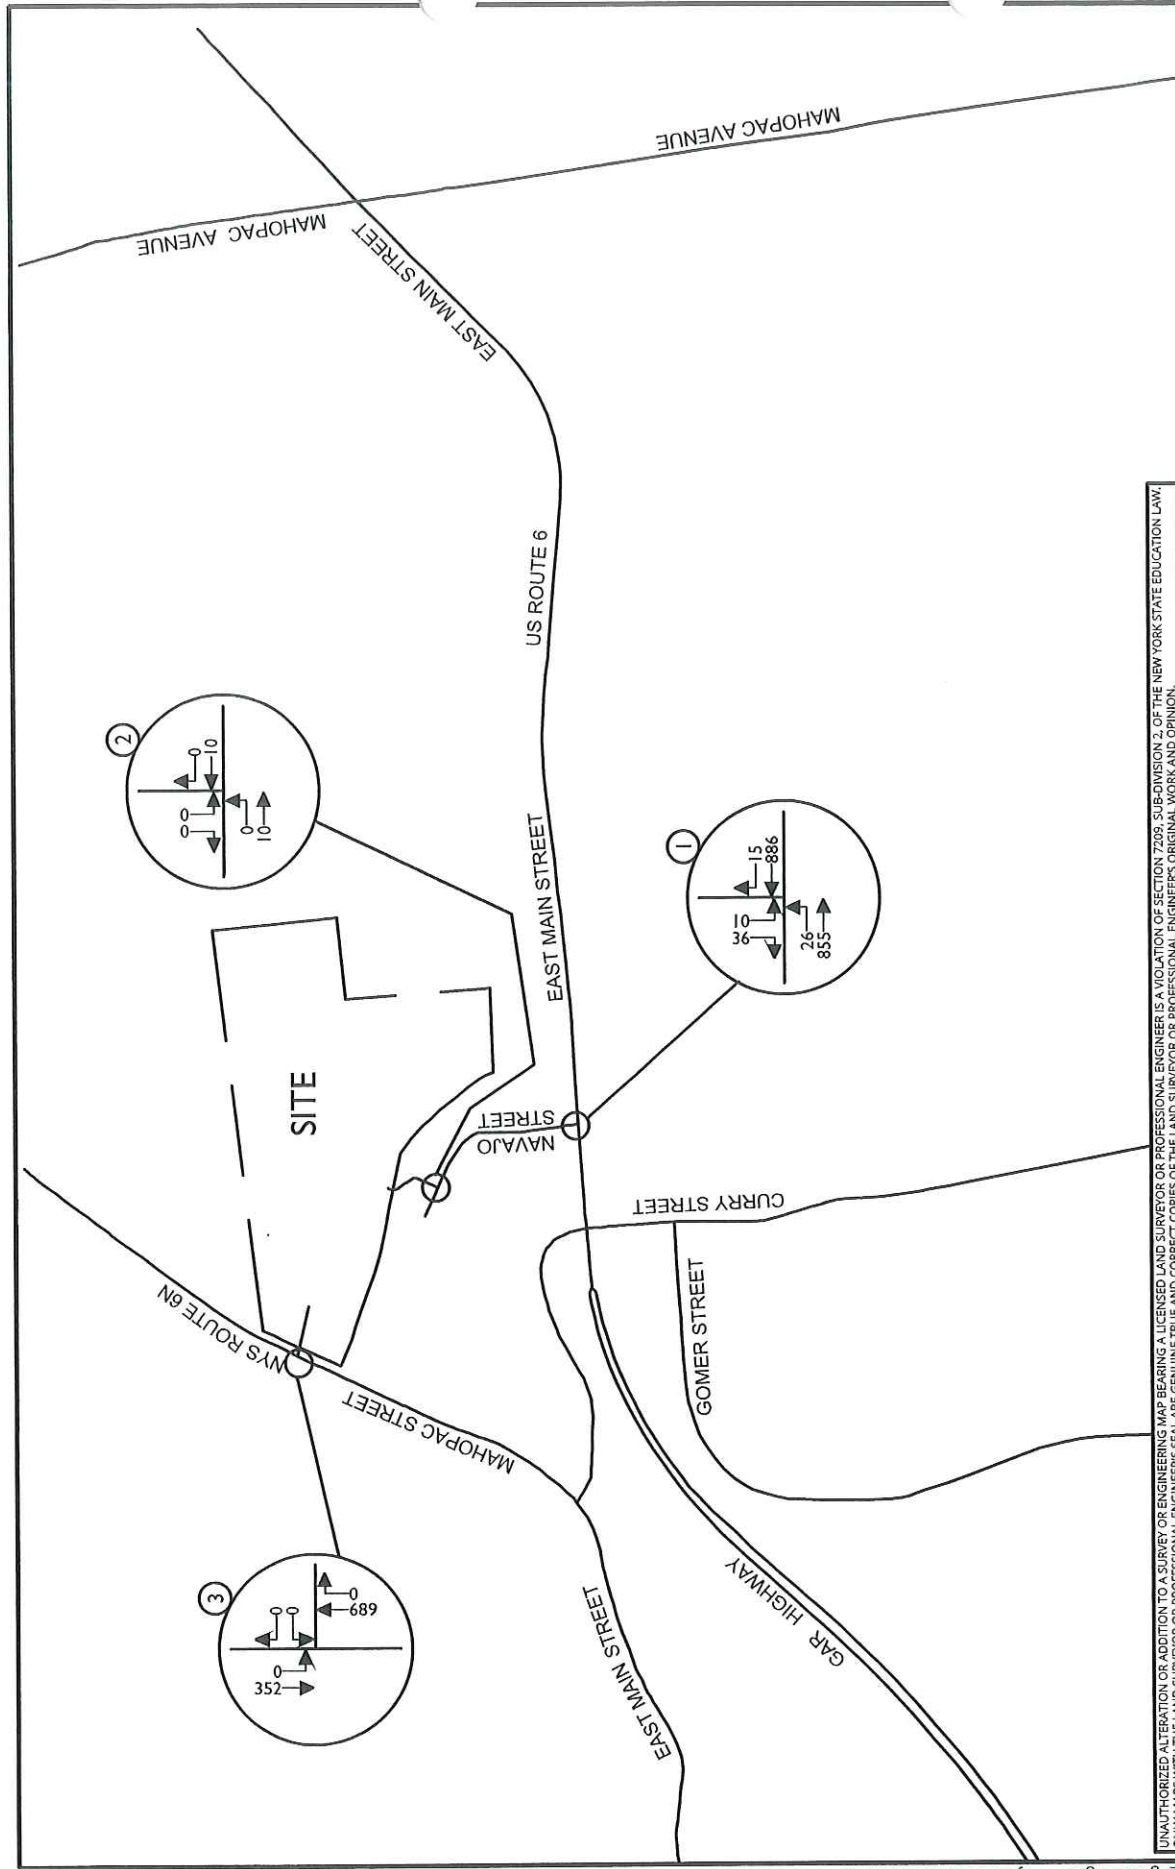 MAHOPAC AVENUE
MAHOPAC AVENUE
EAST MAIN STREET
US ROUTE 6
EAST MAIN STREET
NAVAJO
STREET
CURRY STREET
GOMER STREET
GAR HIGHWAY
EAST MAIN STREET
MAHOPAC STREET
NYS ROUTE 6N
SITE
1
15
886
10
36
26
855
2
0
10
0
0
0
10
3
0
0
0
689
0
352
UNAUTHORIZED ALTERATION OR ADDITION TO A SURVEY OR ENGINEERING MAP BEARING A LICENSED LAND SURVEYOR OR PROFESSIONAL ENGINEER IS A VIOLATION OF SECTION 7209, SUB-DIVISION 2, OF THE NEW YORK STATE EDUCATION LAW.